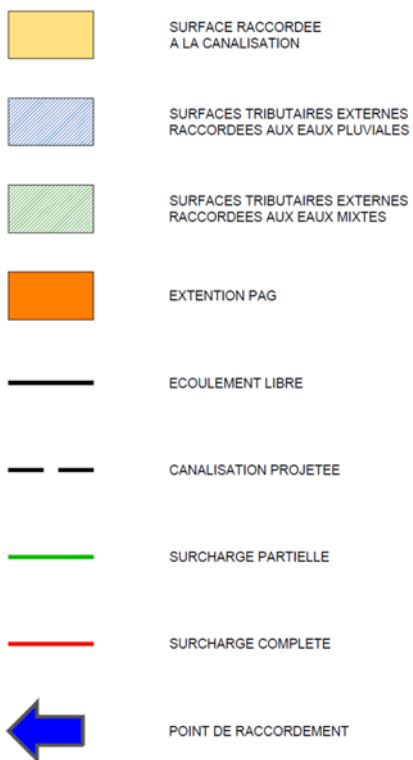 SURFACE RACCORDEE
A LA CANALISATION
SURFACES TRIBUTAIRES EXTERNES
RACCORDEES AUX EAUX PLUVIALES
SURFACES TRIBUTAIRES EXTERNES
RACCORDEES AUX EAUX MIXTES
EXTENTION PAG
ECOULEMENT LIBRE
CANALISATION PROJETEE
SURCHARGE PARTIELLE
SURCHARGE COMPLETE
POINT DE RACCORDEMENT